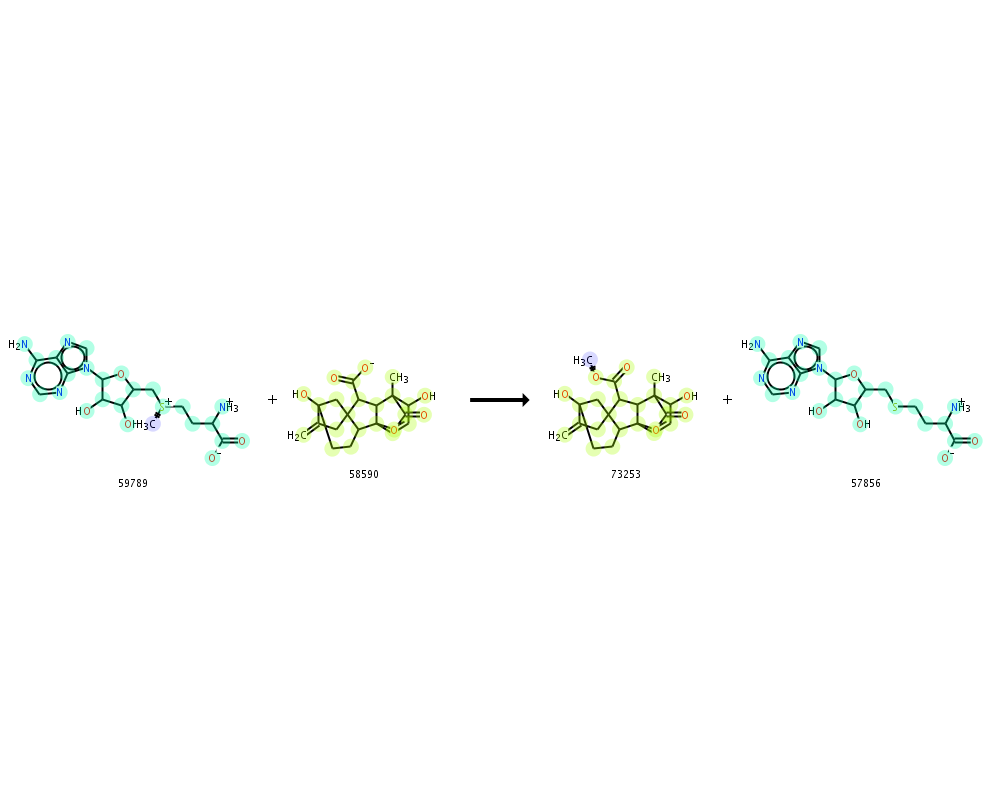 H₃C O O CH₃
H₂N N N N N O S⁺ HO OH H₃C NH₃⁺ O O⁻
+
O O⁻ CH₃ HO H₂C OH O O
HO H₂C OH O O
+
H₂N N N N N O S HO OH NH₃⁺ O O⁻
59789
58590
73253
57856